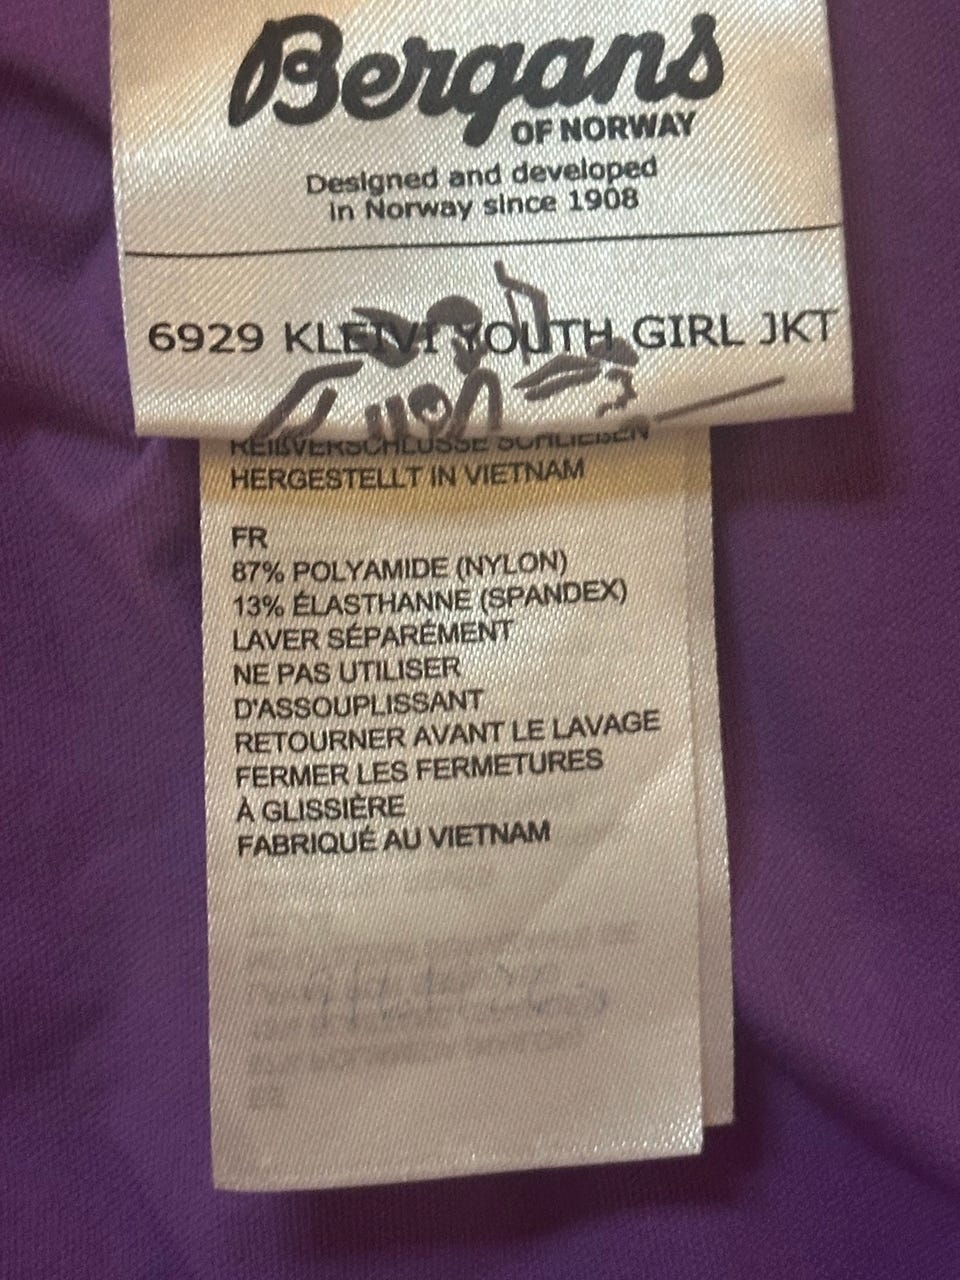 Bergans
OF NORWAY
Designed and developed
in Norway since 1908
6929 KLEIVI YOUTH GIRL JKT
REIßVERSCHLÜSSE SCHLIEßEN
HERGESTELLT IN VIETNAM
FR
87% POLYAMIDE (NYLON)
13% ÉLASTHANNE (SPANDEX)
LAVER SÉPARÉMENT
NE PAS UTILISER
D'ASSOUPLISSANT
RETOURNER AVANT LE LAVAGE
FERMER LES FERMETURES
À GLISSIÈRE
FABRIQUÉ AU VIETNAM